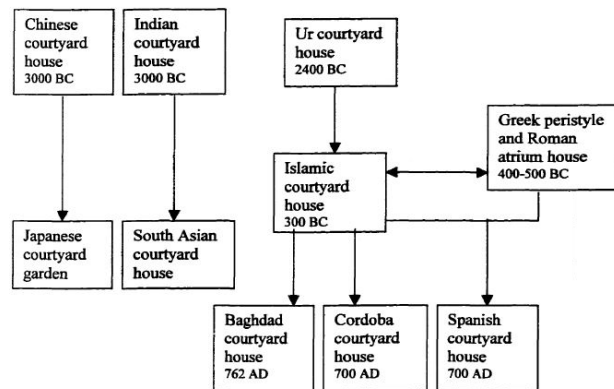 Chinese
courtyard
house
3000 BC
Indian
courtyard
house
3000 BC
Ur courtyard
house
2400 BC
Greek peristyle
and Roman
atrium house
400-500 BC
Islamic
courtyard
house
300 BC
Japanese
courtyard
garden
South Asian
courtyard
house
Baghdad
courtyard
house
762 AD
Cordoba
courtyard
house
700 AD
Spanish
courtyard
house
700 AD